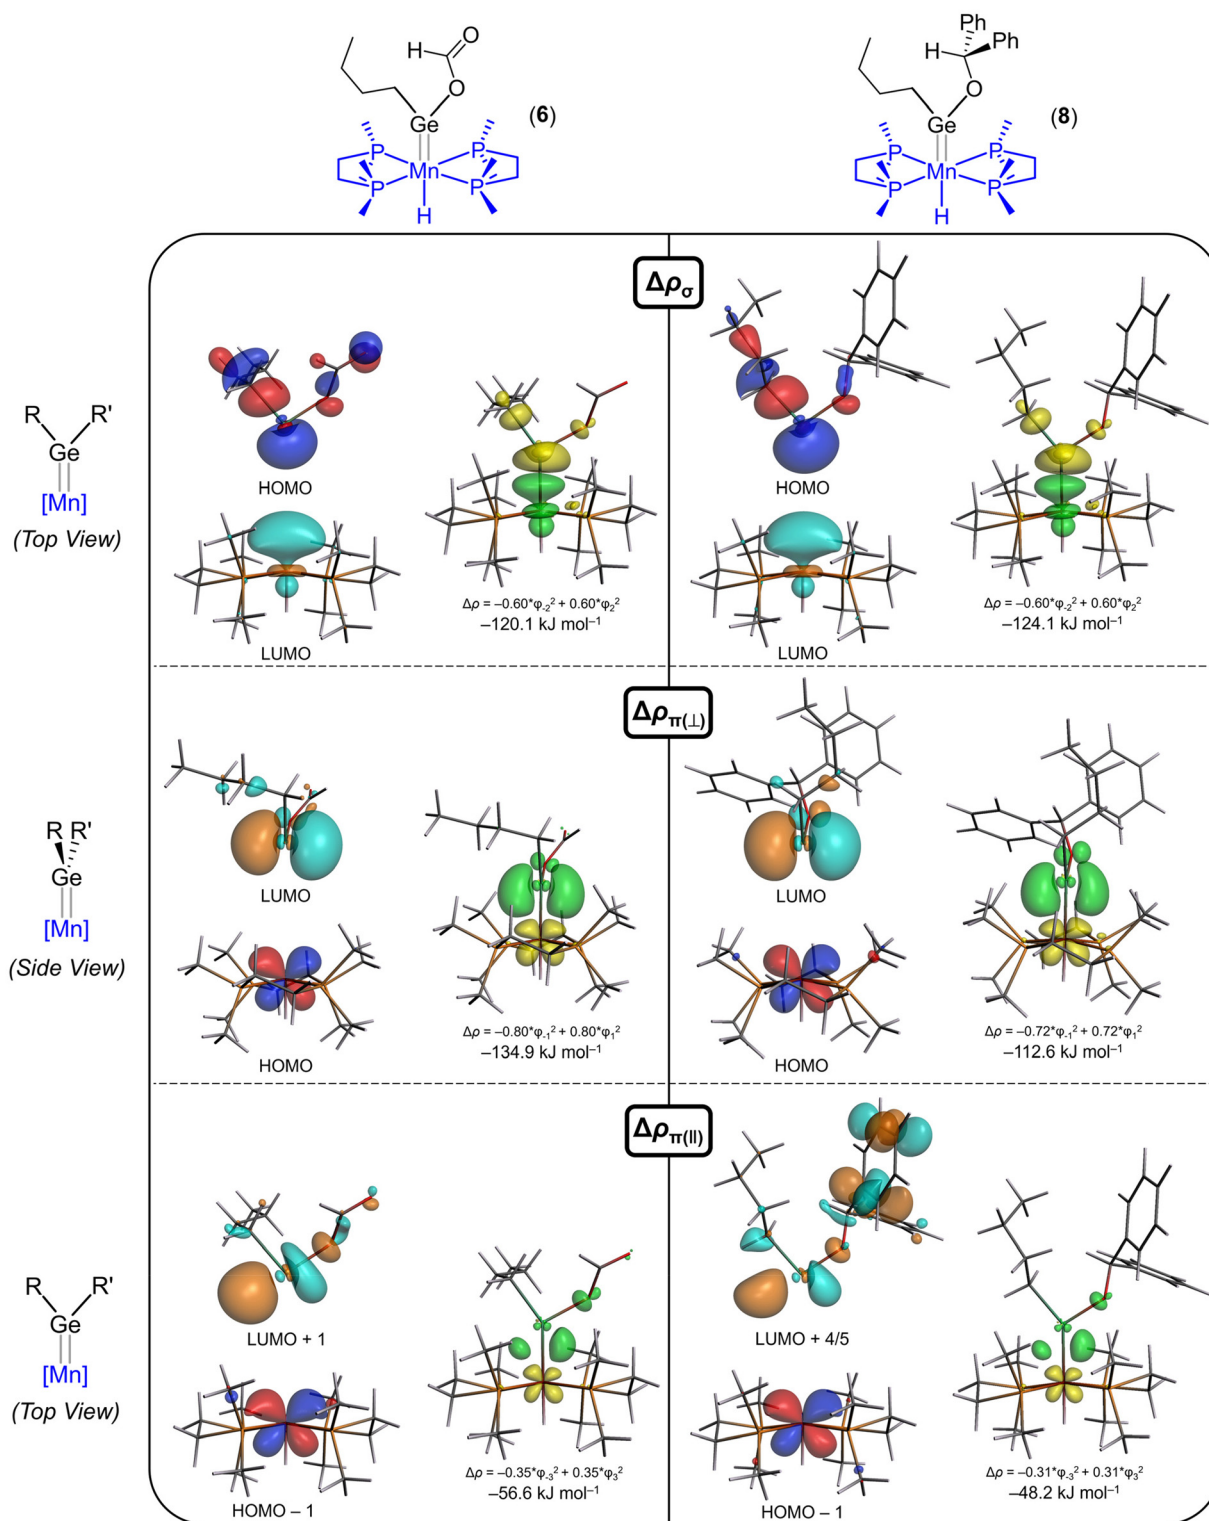 H
O
O
Ge
P
P
Mn
P
P
H
(6)
Ph
Ph
H
O
Ge
P
P
Mn
P
P
H
(8)
Δρσ
R R'
Ge
[Mn]
(Top View)
HOMO
LUMO
Δρ = –0.60*φ-2² + 0.60*φ2²
–120.1 kJ mol⁻¹
HOMO
LUMO
Δρ = –0.60*φ-2² + 0.60*φ2²
–124.1 kJ mol⁻¹
Δρπ(⊥)
R R'
Ge
[Mn]
(Side View)
LUMO
HOMO
Δρ = –0.80*φ-1² + 0.80*φ1²
–134.9 kJ mol⁻¹
LUMO
HOMO
Δρ = –0.72*φ-1² + 0.72*φ1²
–112.6 kJ mol⁻¹
Δρπ(||)
R R'
Ge
[Mn]
(Top View)
LUMO + 1
HOMO – 1
Δρ = –0.35*φ-3² + 0.35*φ3²
–56.6 kJ mol⁻¹
LUMO + 4/5
HOMO – 1
Δρ = –0.31*φ-3² + 0.31*φ3²
–48.2 kJ mol⁻¹